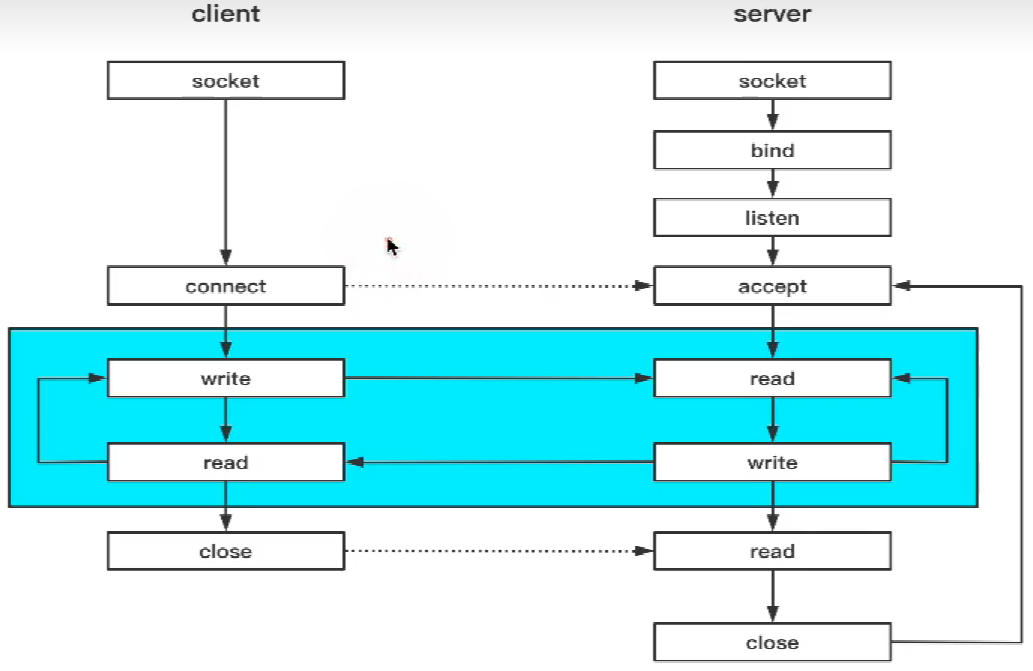 client
server
socket
socket
bind
listen
connect
accept
write
read
read
write
close
read
close